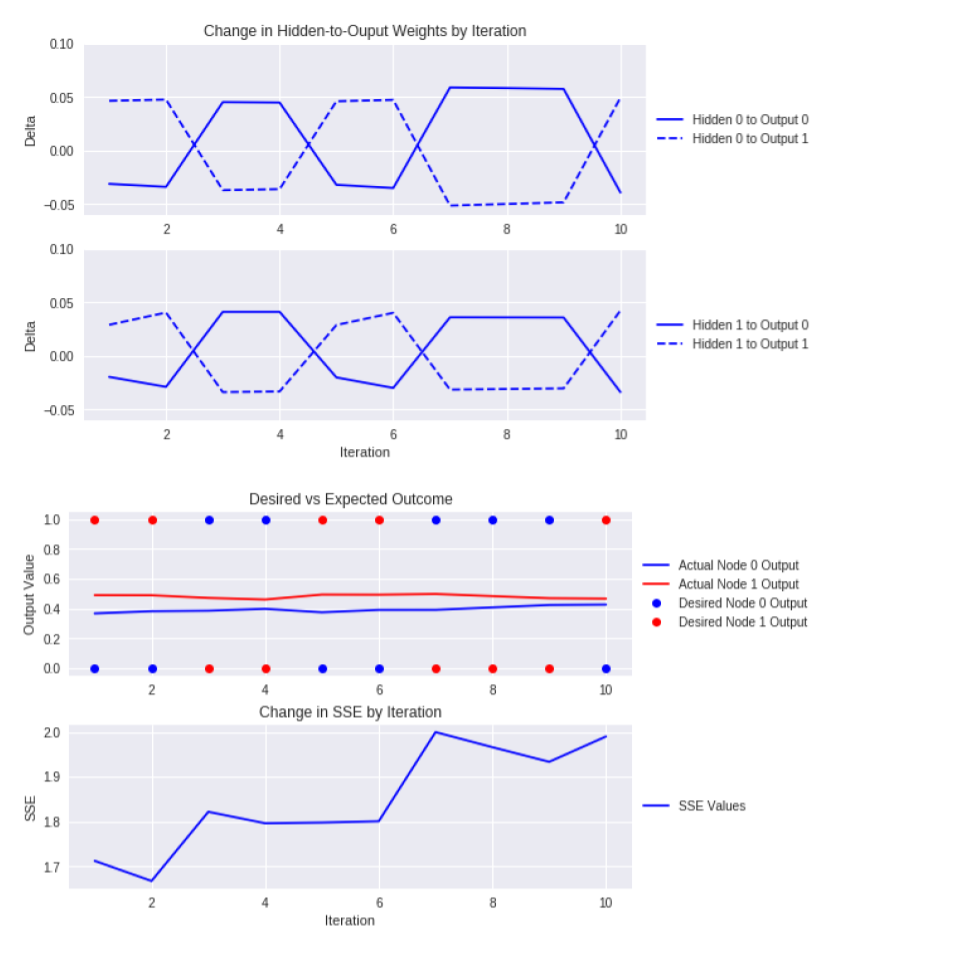 Change in Hidden-to-Ouput Weights by Iteration
0.10
0.05
0.00
−0.05
Delta
2 4 6 8 10
Hidden 0 to Output 0
Hidden 0 to Output 1
0.10
0.05
0.00
−0.05
Delta
2 4 6 8 10
Iteration
Hidden 1 to Output 0
Hidden 1 to Output 1
Desired vs Expected Outcome
1.0
0.8
0.6
0.4
0.2
0.0
Output Value
2 4 6 8 10
Actual Node 0 Output
Actual Node 1 Output
Desired Node 0 Output
Desired Node 1 Output
Change in SSE by Iteration
2.0
1.9
1.8
1.7
SSE
2 4 6 8 10
Iteration
SSE Values